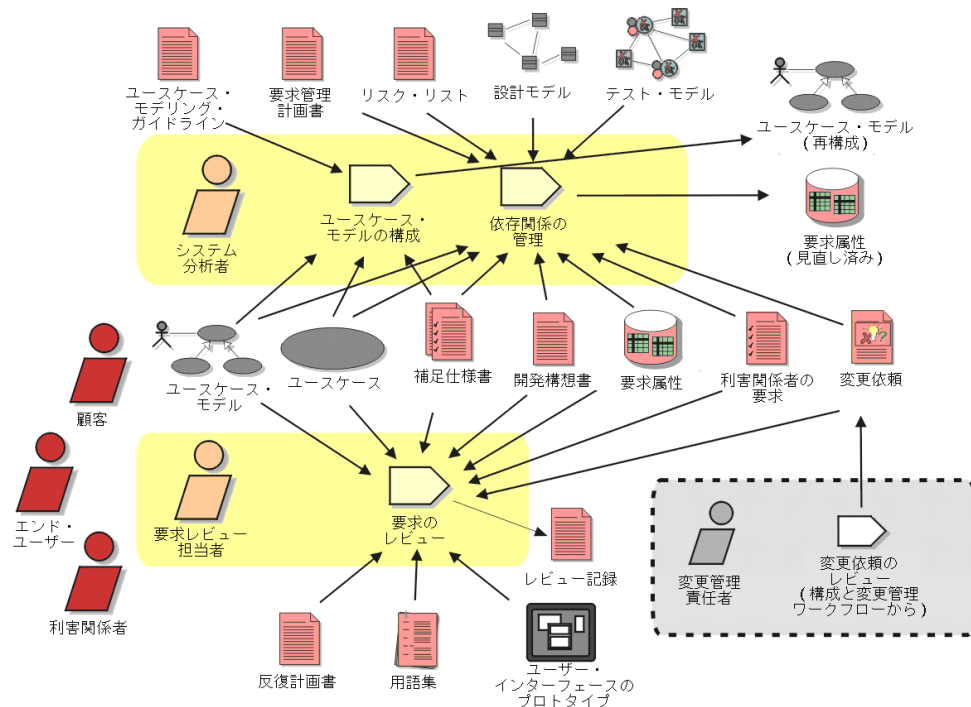 ユースケース・
モデリング・
ガイドライン
要求管理
計画書
リスク・リスト
設計モデル
テスト・モデル
ユースケース・モデル
(再構成)
システム
分析者
ユースケース・
モデルの構成
依存関係の
管理
要求属性
(見直し済み)
顧客
ユースケース・
モデル
ユースケース
補足仕様書
開発構想書
要求属性
利害関係者の
要求
変更依頼
エンド・
ユーザー
要求レビュー
担当者
要求の
レビュー
レビュー記録
変更管理
責任者
変更依頼の
レビュー
(構成と変更管理
ワークフローから)
利害関係者
反復計画書
用語集
ユーザー・
インターフェースの
プロトタイプ